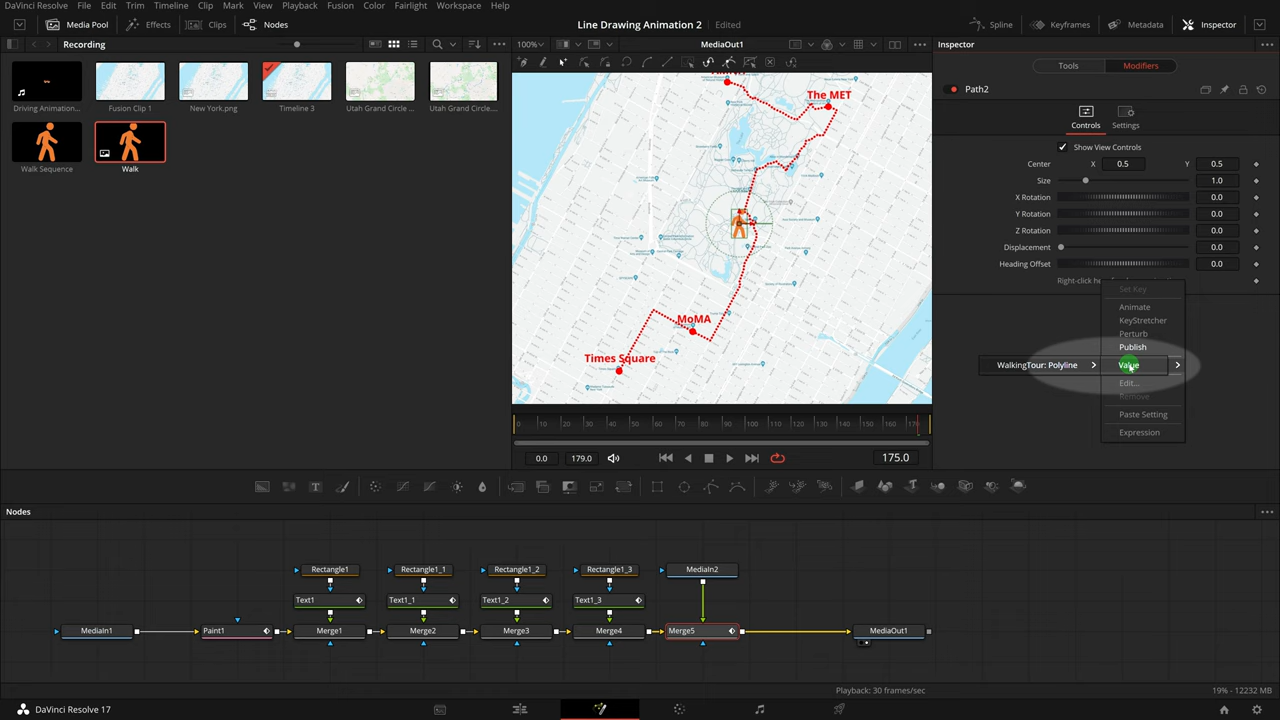 DaVinci Resolve File Edit Trim Timeline Clip Mark View Playback Fusion Color Fairlight Workspace Help
Media Pool Effects Clips Nodes Line Drawing Animation 2 Edited Spline Keyframes Metadata Inspector
Recording 100% MediaOut1 Inspector
Tools Modifiers
Path2
Driving Animation... Fusion Clip 1 New York.png Timeline 3 Utah Grand Circle ... Utah Grand Circle....
Walk Sequence Walk
The MET
MoMA
Times Square
Controls Settings
Show View Controls
Center X 0.5 Y 0.5
Size 1.0
X Rotation 0.0
Y Rotation 0.0
Z Rotation 0.0
Displacement 0.0
Heading Offset 0.0
Right-click he
Set Key
Animate
KeyStretcher
Perturb
Publish
WalkingTour: Polyline Value
Edit...
Remove
Paste Setting
Expression
0 10 20 30 40 50 60 70 80 90 100 110 120 130 140 150 160 170
0.0 179.0 175.0
Nodes
Rectangle1 Rectangle1_1 Rectangle1_2 Rectangle1_3 MediaIn2
Text1 Text1_1 Text1_2 Text1_3
MediaIn1 Paint1 Merge1 Merge2 Merge3 Merge4 Merge5 MediaOut1
Playback: 30 frames/sec 19% - 12232 MB
DaVinci Resolve 17